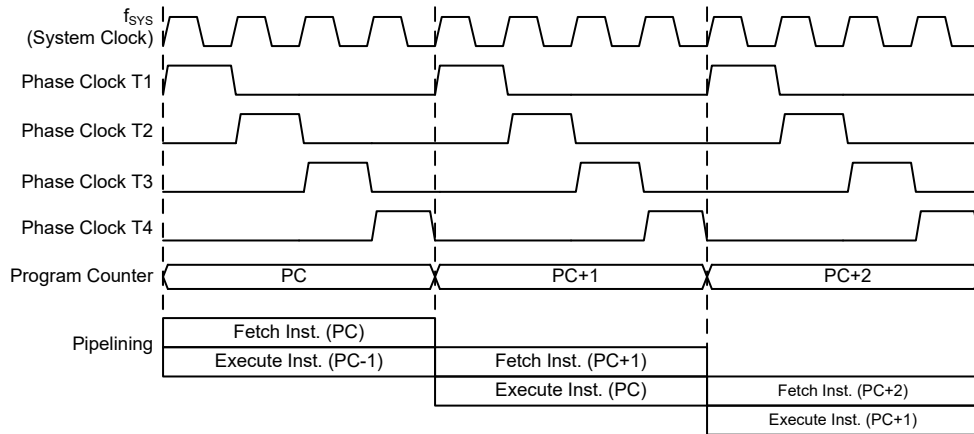 fSYS
(System Clock)
Phase Clock T1
Phase Clock T2
Phase Clock T3
Phase Clock T4
Program Counter PC PC+1 PC+2
Fetch Inst. (PC)
Pipelining
Execute Inst. (PC-1) Fetch Inst. (PC+1)
Execute Inst. (PC) Fetch Inst. (PC+2)
Execute Inst. (PC+1)